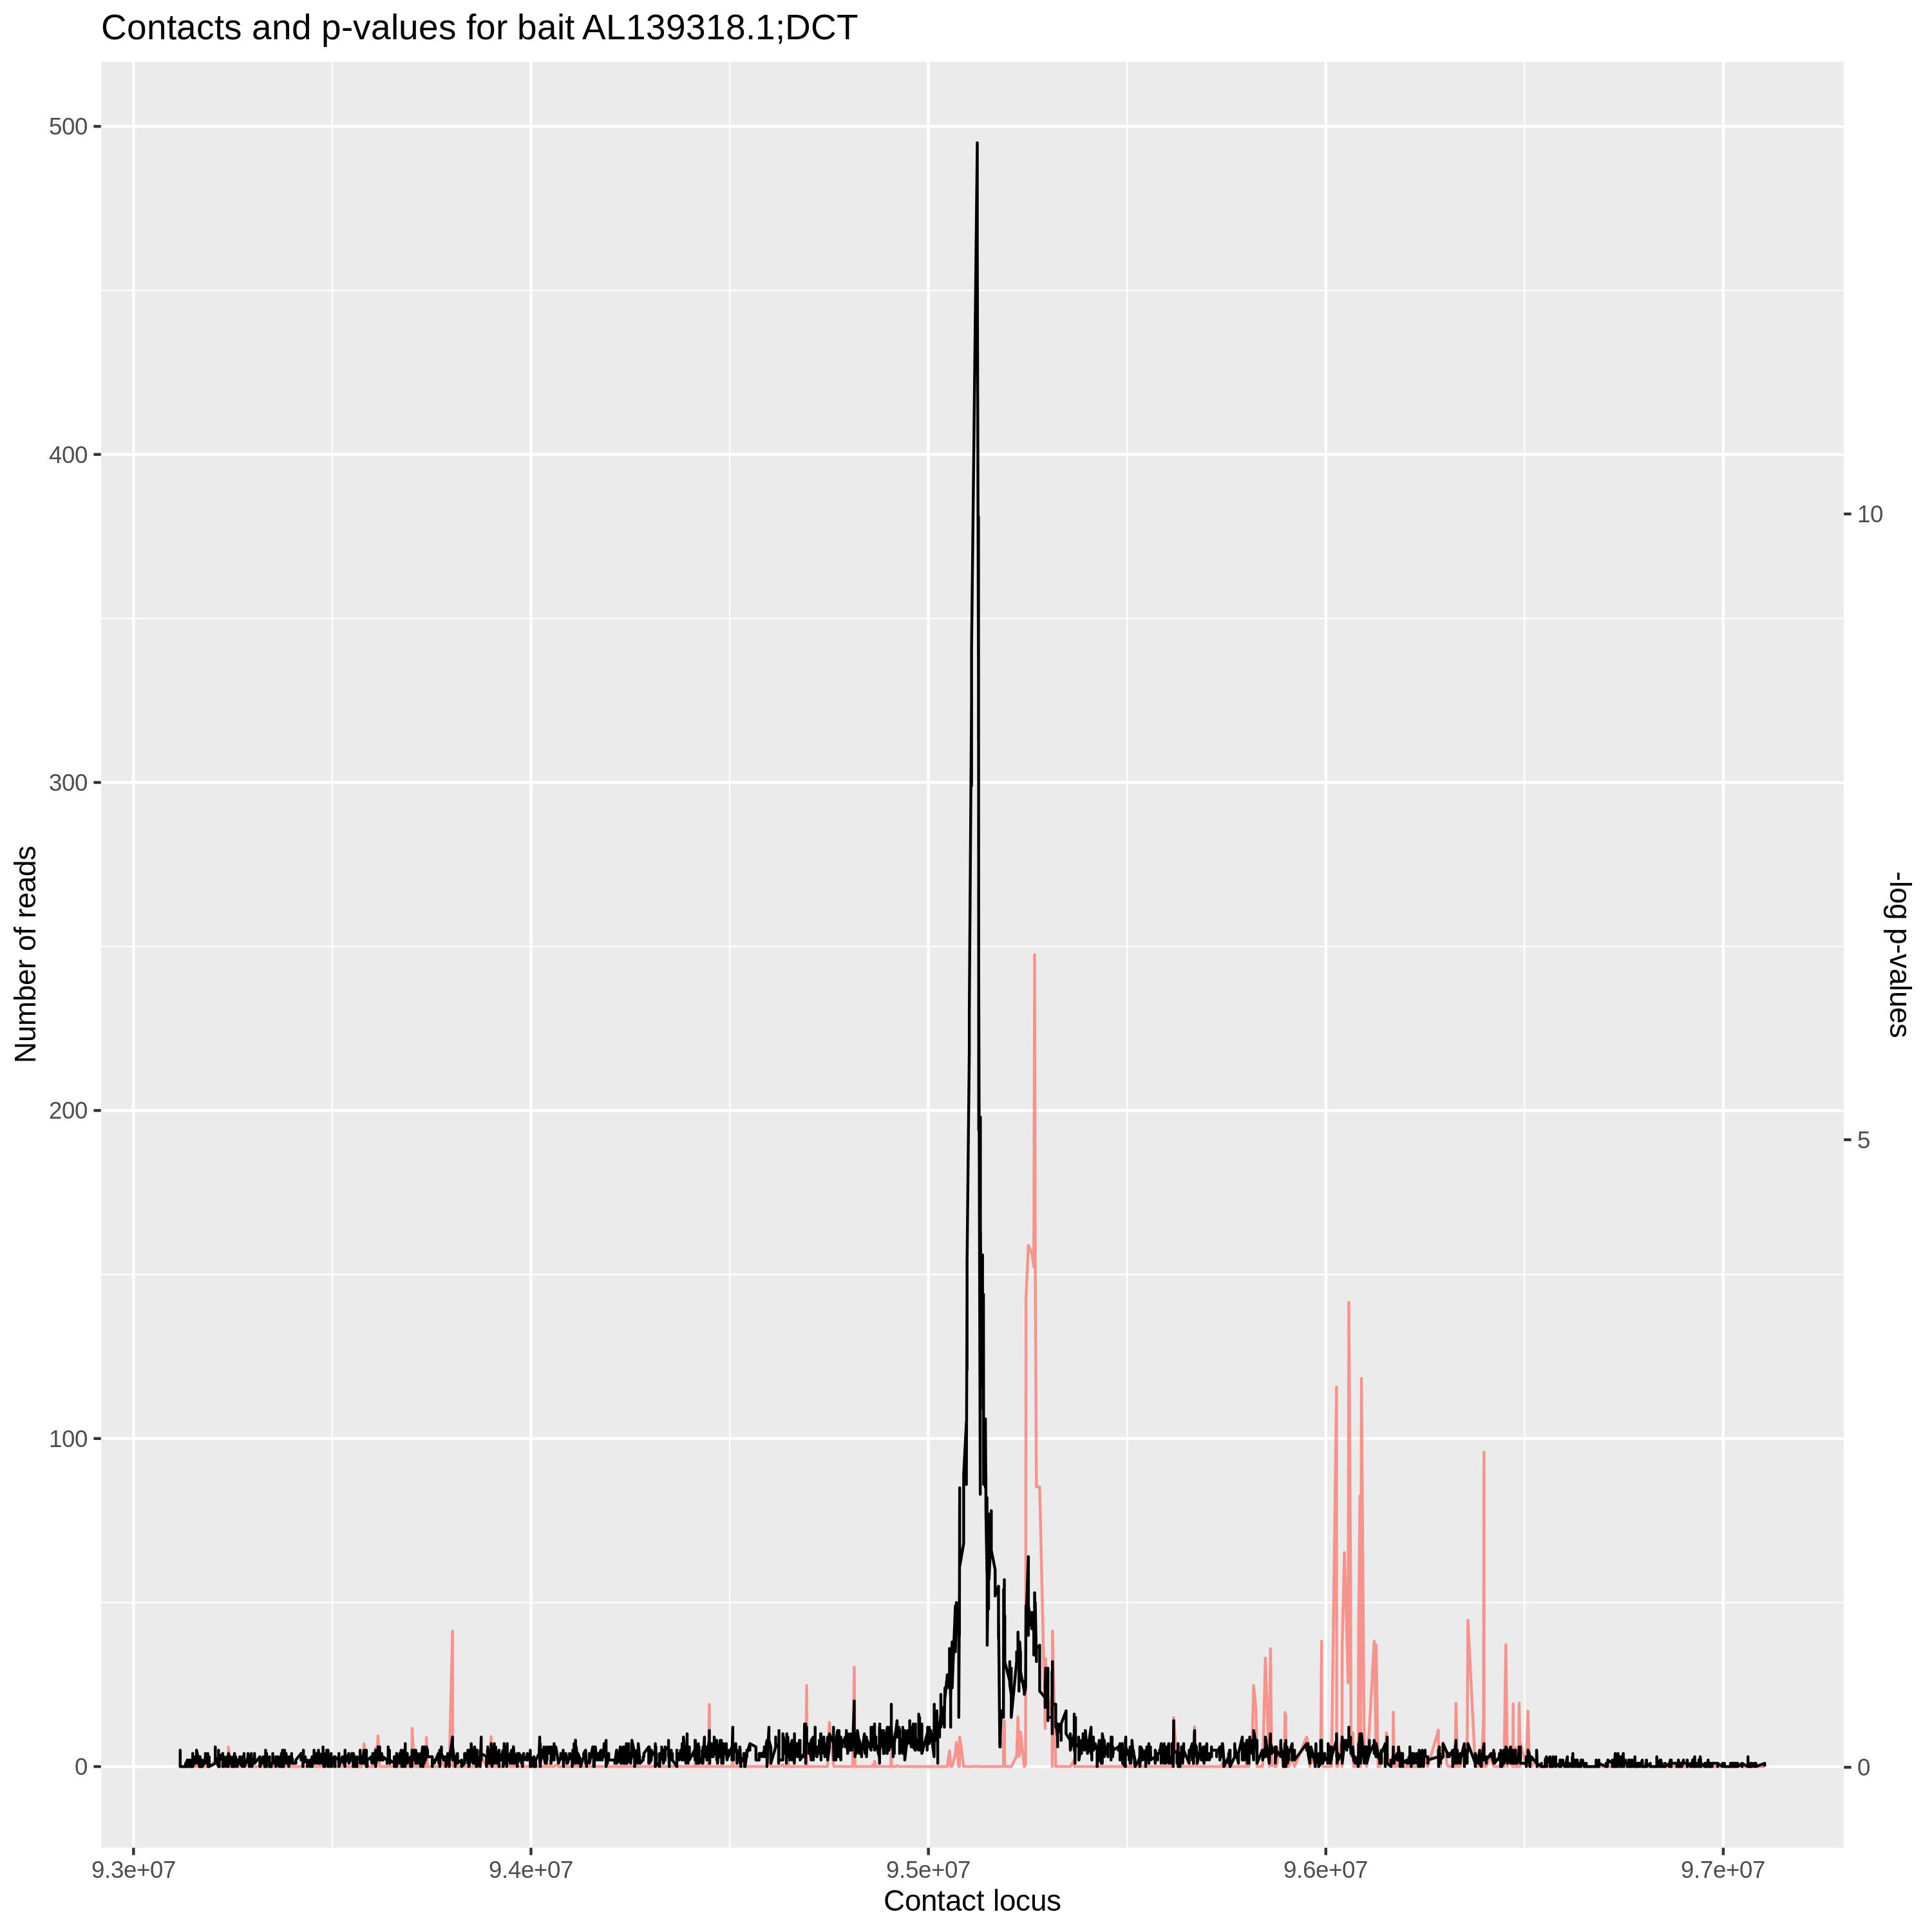 Contacts and p-values for bait AL139318.1;DCT
500
400
300
200
100
0
Number of reads
10
5
0
-log p-values
9.3e+07
9.4e+07
9.5e+07
9.6e+07
9.7e+07
Contact locus